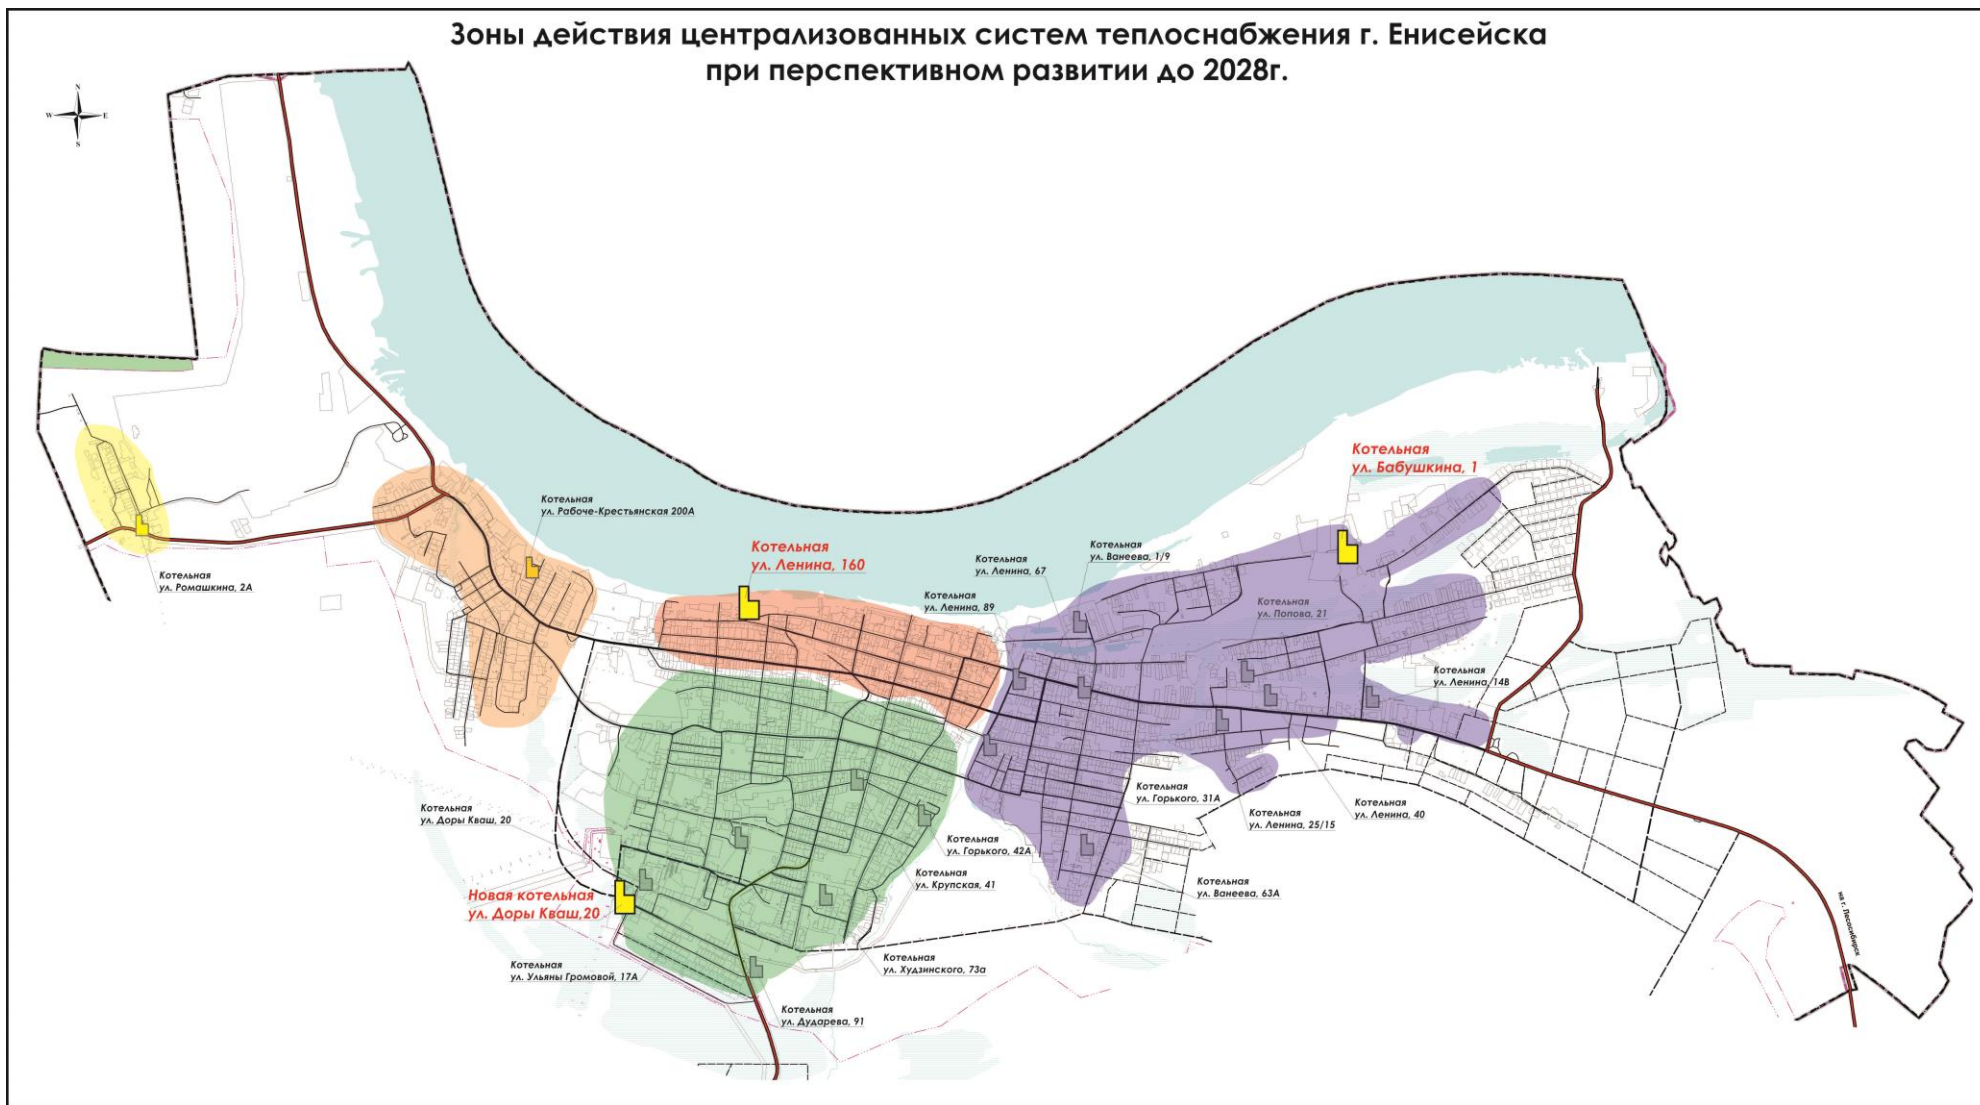 Зоны действия централизованных систем теплоснабжения г. Енисейска
при перспективном развитии до 2028г.
N
W
E
S
Котельная
ул. Бабушкина, 1
Котельная
ул. Рабоче-Крестьянская 200А
Котельная
ул. Ленина, 160
Котельная
ул. Ванеева, 1/9
Котельная
ул. Ленина, 67
Котельная
ул. Ромашкина, 2А
Котельная
ул. Ленина, 89
Котельная
ул. Попова, 21
Котельная
ул. Ленина, 14В
Котельная
ул. Горького, 31А
Котельная
ул. Ленина, 40
Котельная
ул. Ленина, 25/15
Котельная
ул. Доры Кваш, 20
Котельная
ул. Горького, 42А
Котельная
ул. Крупская, 41
Котельная
ул. Ванеева, 63А
Новая котельная
ул. Доры Кваш,20
Котельная
ул. Худзинского, 73а
Котельная
ул. Ульяны Громовой, 17А
Котельная
ул. Дударева, 91
на г. Лесосибирск